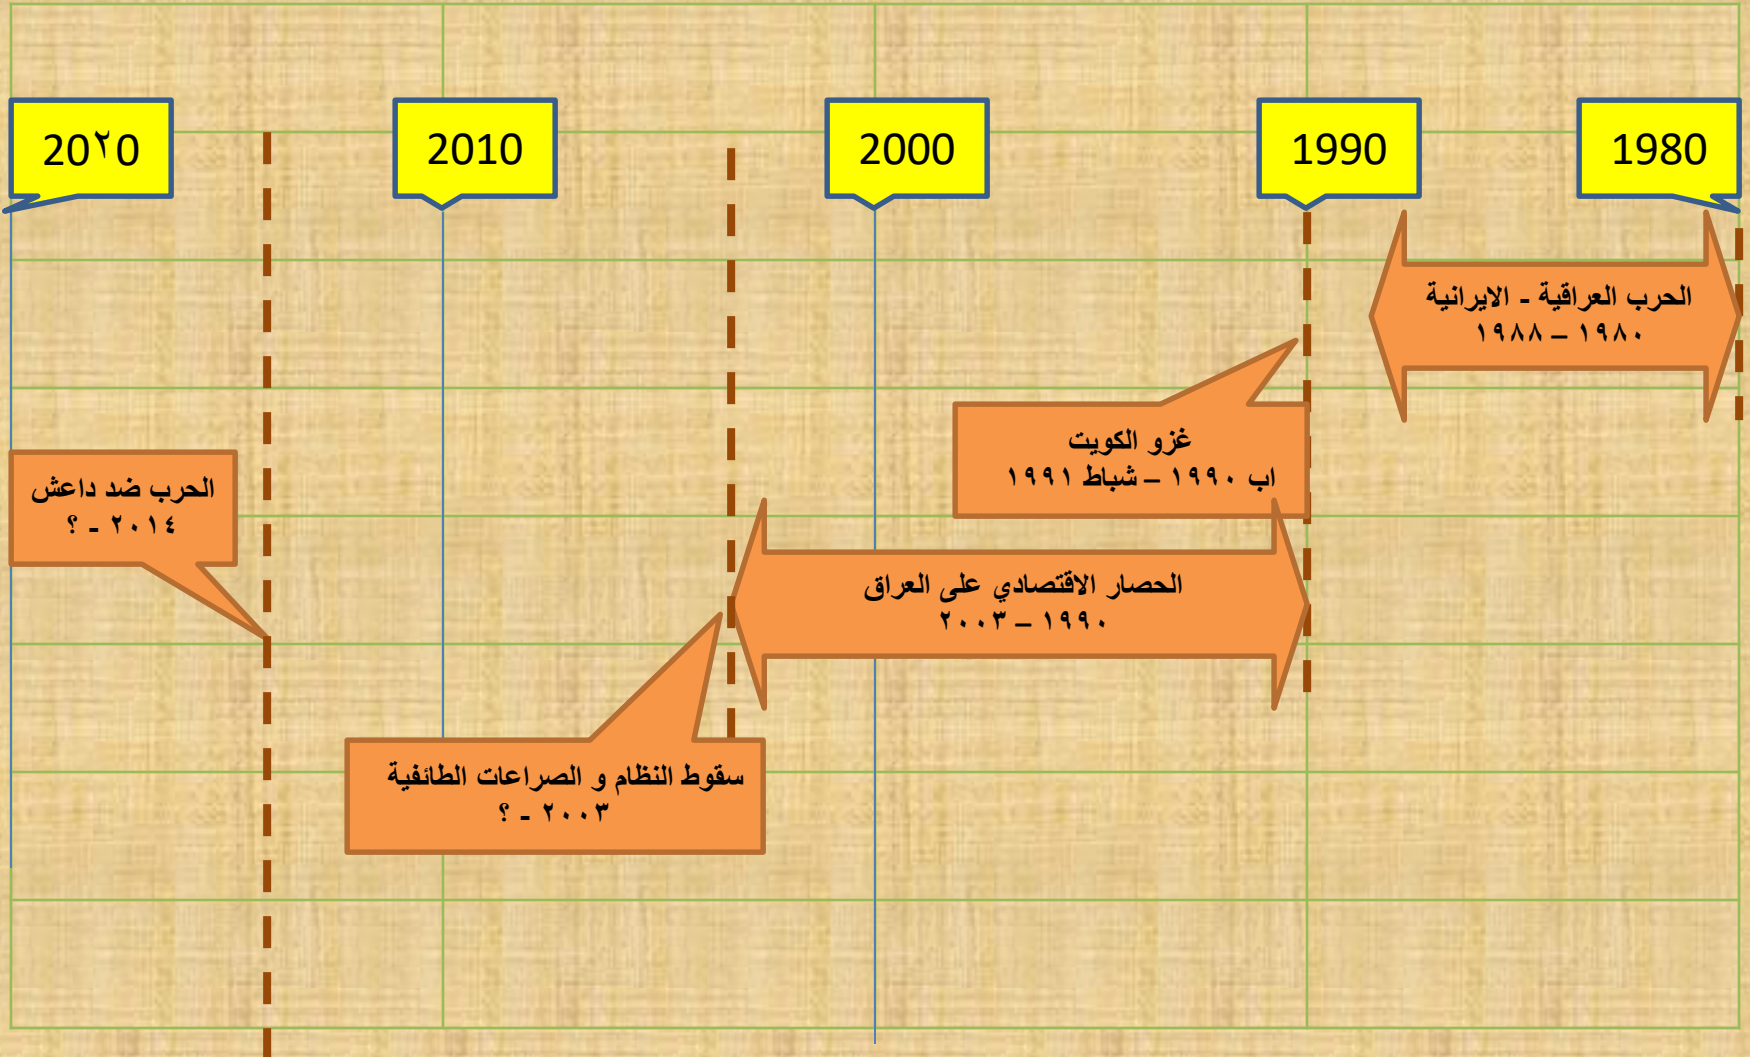 1980
1990
2000
2010
20٢0
الحرب العراقية - الايرانية
١٩٨٠ – ١٩٨٨
غزو الكويت
اب ١٩٩٠ – شباط ١٩٩١
الحرب ضد داعش
٢٠١٤ - ؟
الحصار الاقتصادي على العراق
١٩٩٠ – ٢٠٠٣
سقوط النظام و الصراعات الطائفية
٢٠٠٣ - ؟